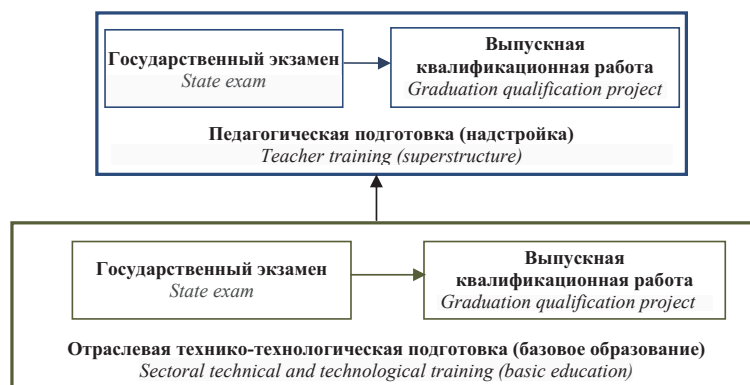 Государственный экзамен
State exam
Выпускная
квалификационная работа
Graduation qualification project
Педагогическая подготовка (надстройка)
Teacher training (superstructure)
Государственный экзамен
State exam
Выпускная
квалификационная работа
Graduation qualification project
Отраслевая технико-технологическая подготовка (базовое образование)
Sectoral technical and technological training (basic education)